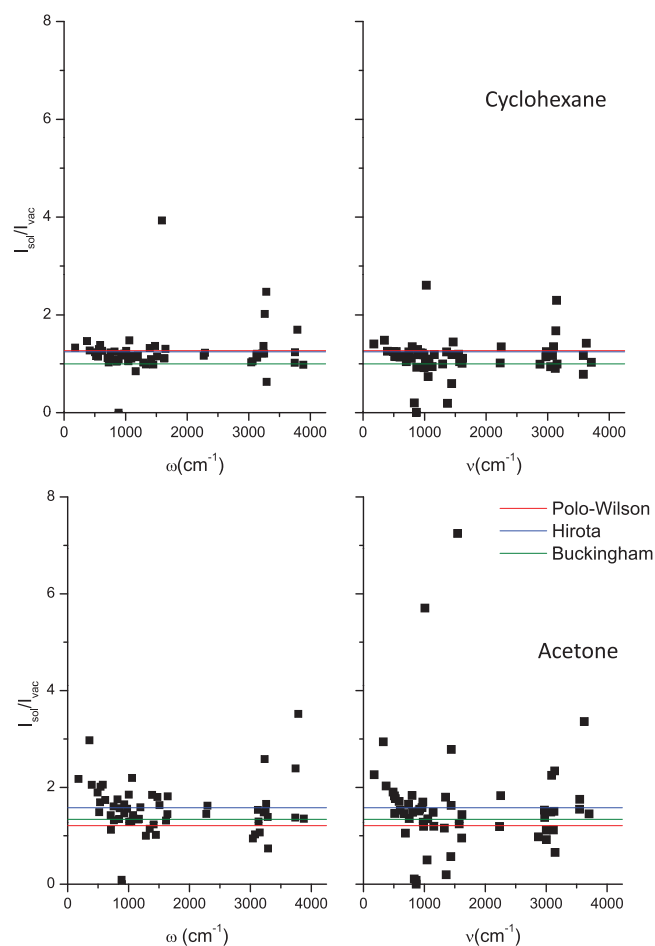 8
6
4
2
0
I_sol/I_vac
0 1000 2000 3000 4000
ω(cm⁻¹)
Cyclohexane
0 1000 2000 3000 4000
ν(cm⁻¹)
8
6
4
2
0
I_sol/I_vac
0 1000 2000 3000 4000
ω (cm⁻¹)
Polo-Wilson
Hirota
Buckingham
Acetone
0 1000 2000 3000 4000
ν(cm⁻¹)